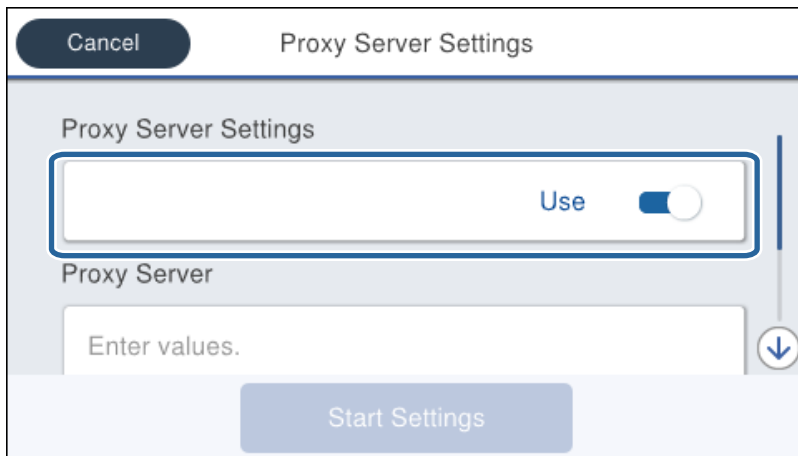 Cancel
Proxy Server Settings
Proxy Server Settings
Use
Proxy Server
Enter values.
Start Settings